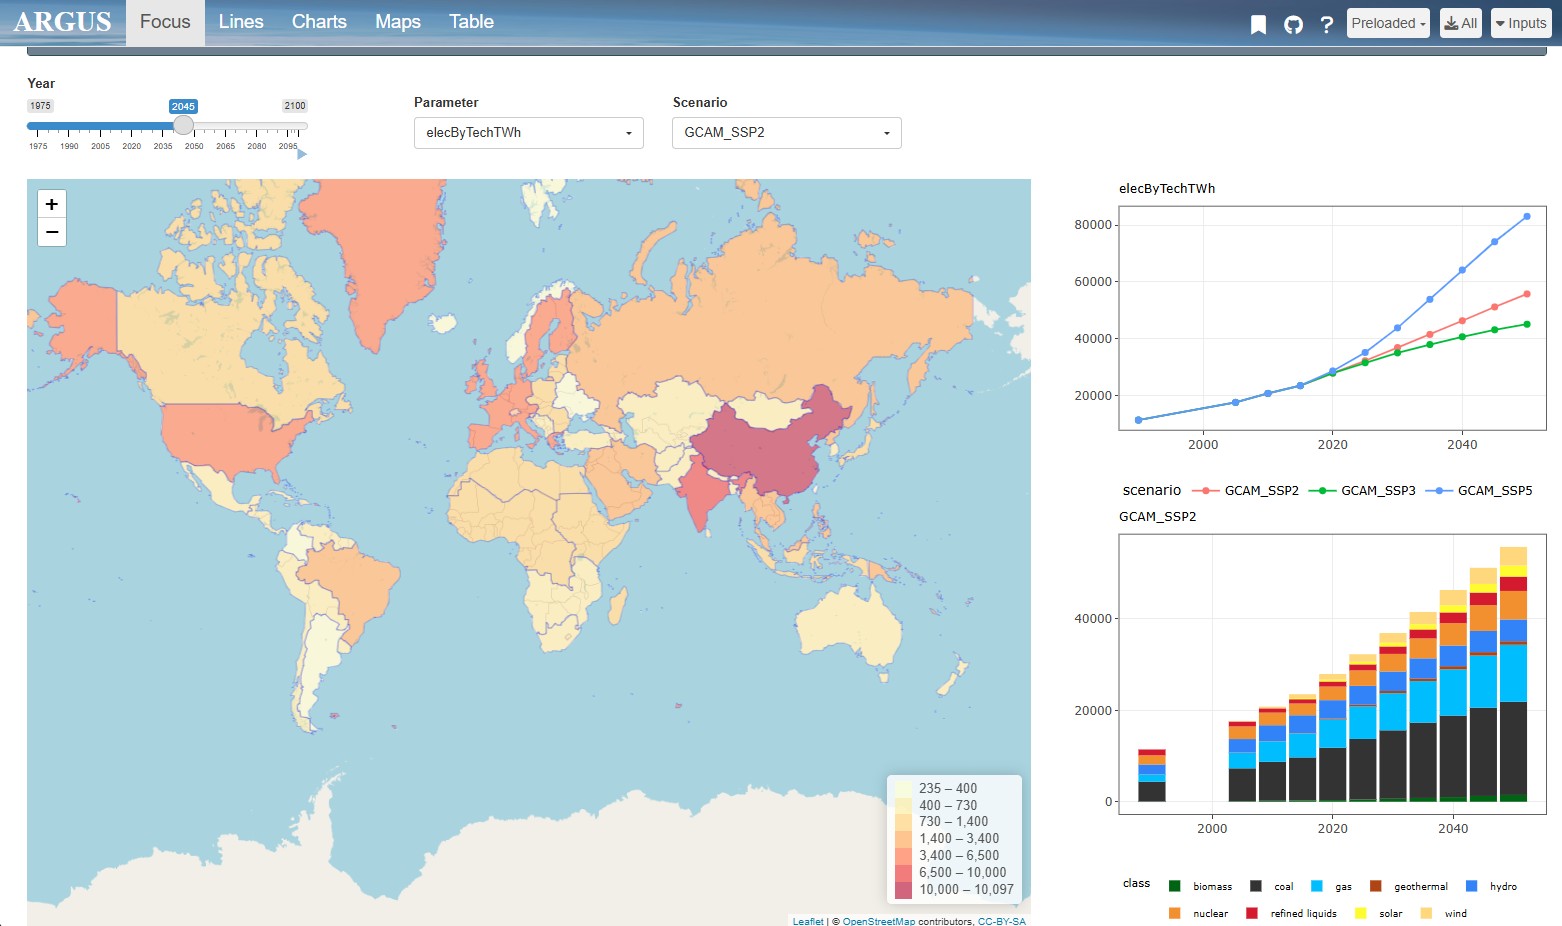 ARGUS Focus Lines Charts Maps Table ? Preloaded All Inputs
Year
1975 2045 2100
1975 1990 2005 2020 2035 2050 2065 2080 2095
Parameter Scenario
elecByTechTWh GCAM_SSP2
+
−
235 – 400
400 – 730
730 – 1,400
1,400 – 3,400
3,400 – 6,500
6,500 – 10,000
10,000 – 10,097
Leaflet | © OpenStreetMap contributors, CC-BY-SA
elecByTechTWh
80000
60000
40000
20000
2000 2020 2040
scenario GCAM_SSP2 GCAM_SSP3 GCAM_SSP5
GCAM_SSP2
40000
20000
0
2000 2020 2040
class biomass coal gas geothermal hydro
nuclear refined liquids solar wind